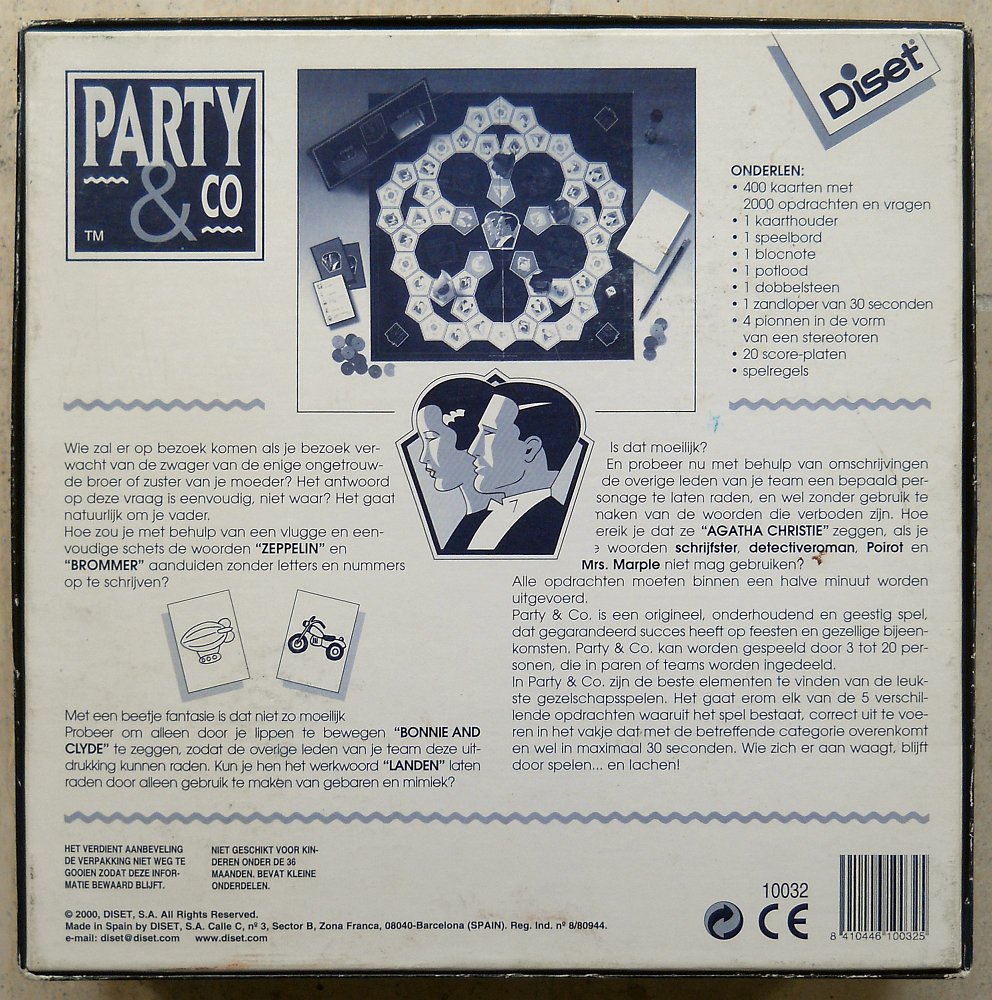 PARTY
& CO
TM
Diset®
ONDERLEN:
• 400 kaarten met
2000 opdrachten en vragen
• 1 kaarthouder
• 1 speelbord
• 1 blocnote
• 1 potlood
• 1 dobbelsteen
• 1 zandloper van 30 seconden
• 4 pionnen in de vorm
van een stereotoren
• 20 score-platen
• spelregels
Wie zal er op bezoek komen als je bezoek ver-
wacht van de zwager van de enige ongetrouw-
de broer of zuster van je moeder? Het antwoord
op deze vraag is eenvoudig, niet waar? Het gaat
natuurlijk om je vader.
Hoe zou je met behulp van een vlugge en een-
voudige schets de woorden “ZEPPELIN” en
“BROMMER” aanduiden zonder letters en nummers
op te schrijven?
Met een beetje fantasie is dat niet zo moeilijk
Probeer om alleen door je lippen te bewegen “BONNIE AND
CLYDE” te zeggen, zodat de overige leden van je team deze uit-
drukking kunnen raden. Kun je hen het werkwoord “LANDEN” laten
raden door alleen gebruik te maken van gebaren en mimiek?
Is dat moeilijk?
En probeer nu met behulp van omschrijvingen
de overige leden van je team een bepaald per-
sonage te laten raden, en wel zonder gebruik te
maken van de woorden die verboden zijn. Hoe
ereik je dat ze “AGATHA CHRISTIE” zeggen, als je
e woorden schrijfster, detectiveroman, Poirot en
Mrs. Marple niet mag gebruiken?
Alle opdrachten moeten binnen een halve minuut worden
uitgevoerd.
Party & Co. is een origineel, onderhoudend en geestig spel,
dat gegarandeerd succes heeft op feesten en gezellige bijeen-
komsten. Party & Co. kan worden gespeeld door 3 tot 20 per-
sonen, die in paren of teams worden ingedeeld.
In Party & Co. zijn de beste elementen te vinden van de leuk-
ste gezelschapsspelen. Het gaat erom elk van de 5 verschil-
lende opdrachten waaruit het spel bestaat, correct uit te voe-
ren in het vakje dat met de betreffende categorie overenkomt
en wel in maximaal 30 seconden. Wie zich er aan waagt, blijft
door spelen... en lachen!
HET VERDIENT AANBEVELING
DE VERPAKKING NIET WEG TE
GOOIEN ZODAT DEZE INFOR-
MATIE BEWAARD BLIJFT.
NIET GESCHIKT VOOR KIN-
DEREN ONDER DE 36
MAANDEN. BEVAT KLEINE
ONDERDELEN.
© 2000, DISET, S.A. All Rights Reserved.
Made in Spain by DISET, S.A. Calle C, nº 3, Sector B, Zona Franca, 08040-Barcelona (SPAIN). Reg. Ind. nº 8/80944.
e-mail: diset@diset.com www.diset.com
10032
CE
8 410446 100325